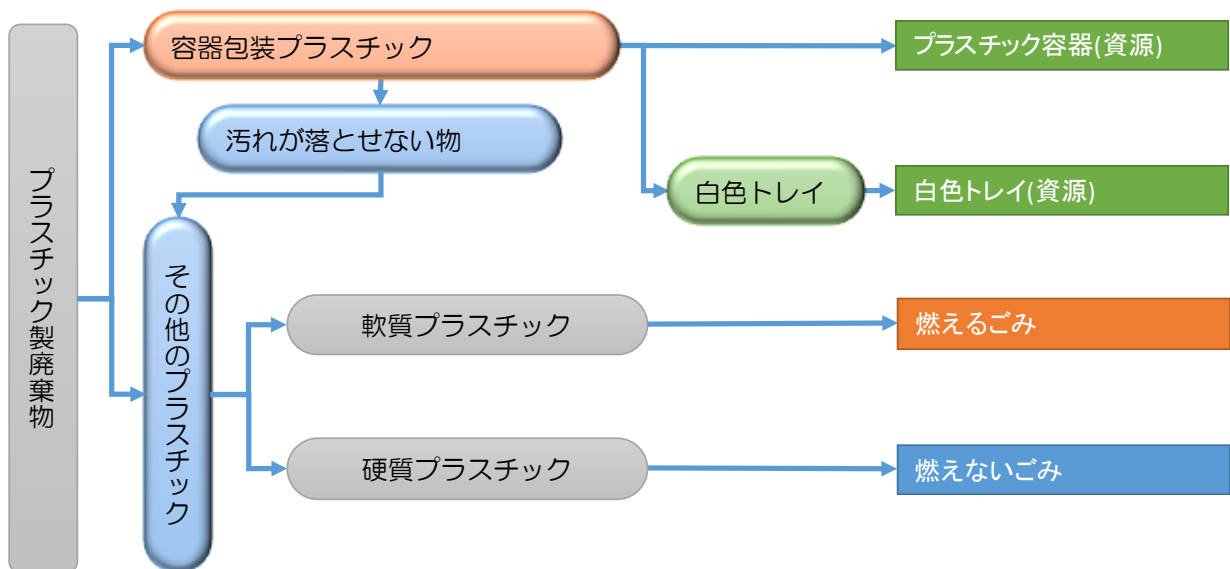 プラスチック製廃棄物
容器包装プラスチック
プラスチック容器(資源)
汚れが落とせない物
白色トレイ
白色トレイ(資源)
その他のプラスチック
軟質プラスチック
燃えるごみ
硬質プラスチック
燃えないごみ